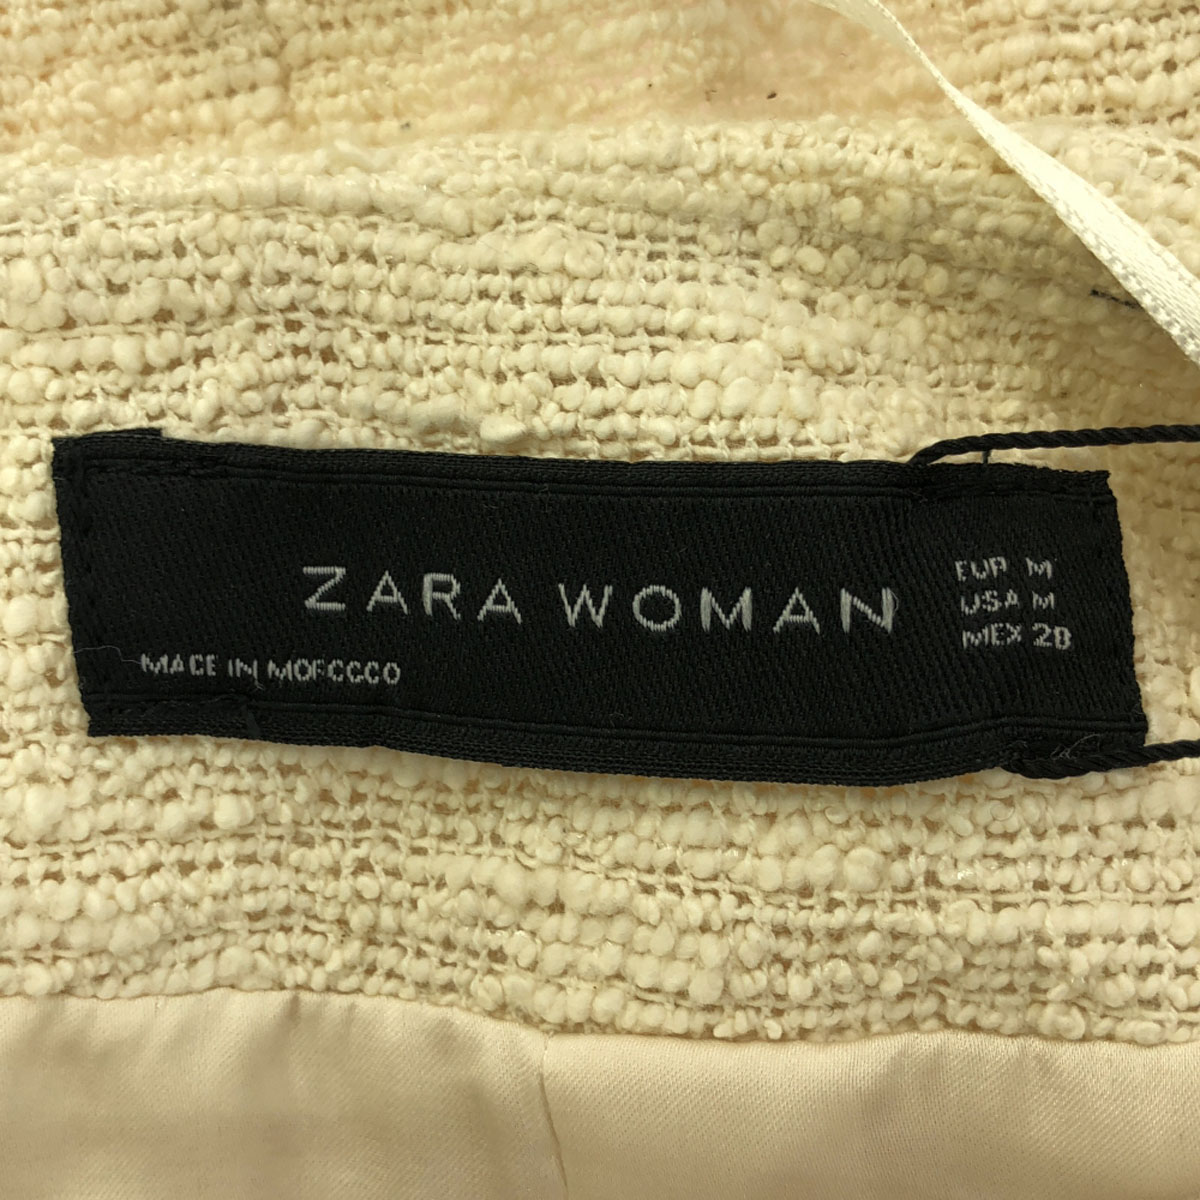 ZARA WOMAN
MADE IN MOROCCO
EUR M
USA M
MEX 28